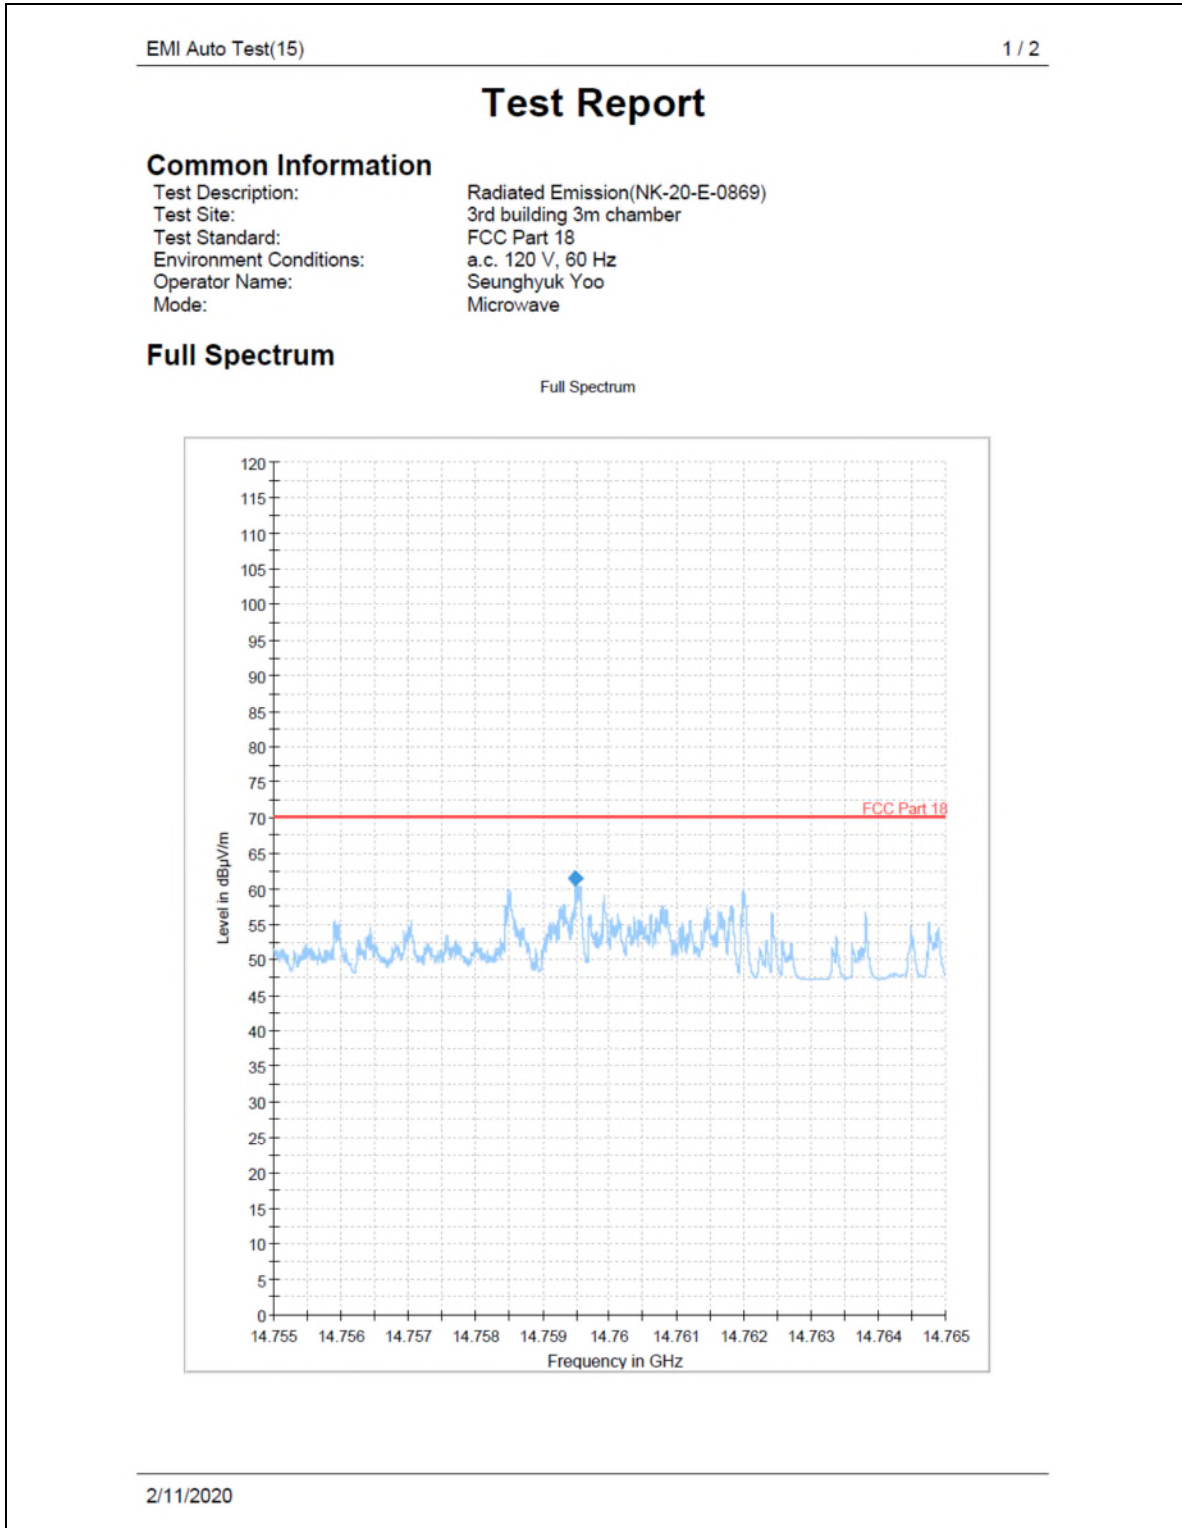 EMI Auto Test(15) 1 / 2
Test Report
Common Information
Test Description: Radiated Emission(NK-20-E-0869)
Test Site: 3rd building 3m chamber
Test Standard: FCC Part 18
Environment Conditions: a.c. 120 V, 60 Hz
Operator Name: Seunghyuk Yoo
Mode: Microwave
Full Spectrum
Full Spectrum
120
115
110
105
100
95
90
85
80
75
FCC Part 18
70
65
60
55
50
45
40
35
30
25
20
15
10
5
0
Level in dBµV/m
14.755 14.756 14.757 14.758 14.759 14.76 14.761 14.762 14.763 14.764 14.765
Frequency in GHz
2/11/2020